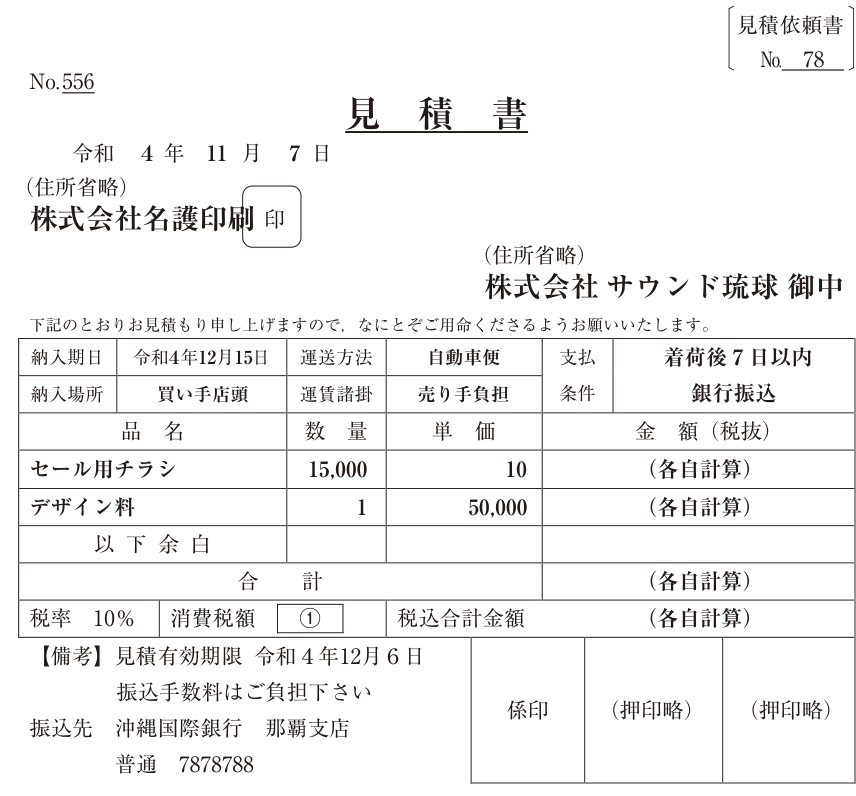 見積依頼書
№ 78
No.556
見 積 書
令和 4 年 11 月 7 日
（住所省略）
株式会社名護印刷 印
（住所省略）
株式会社 サウンド琉球 御中
下記のとおりお見積もり申し上げますので，なにとぞご用命くださるようお願いいたします。
納入期日 令和4年12月15日 運送方法 自動車便 支払 着荷後７日以内
納入場所 買い手店頭 運賃諸掛 売り手負担 条件 銀行振込
品 名 数 量 単 価 金 額（税抜）
セール用チラシ 15,000 10 （各自計算）
デザイン料 1 50,000 （各自計算）
以 下 余 白
合 計 （各自計算）
税率 10% 消費税額 ① 税込合計金額 （各自計算）
【備考】見積有効期限 令和４年12月６日
振込手数料はご負担下さい
振込先 沖縄国際銀行 那覇支店
普通 7878788
係印 （押印略） （押印略）